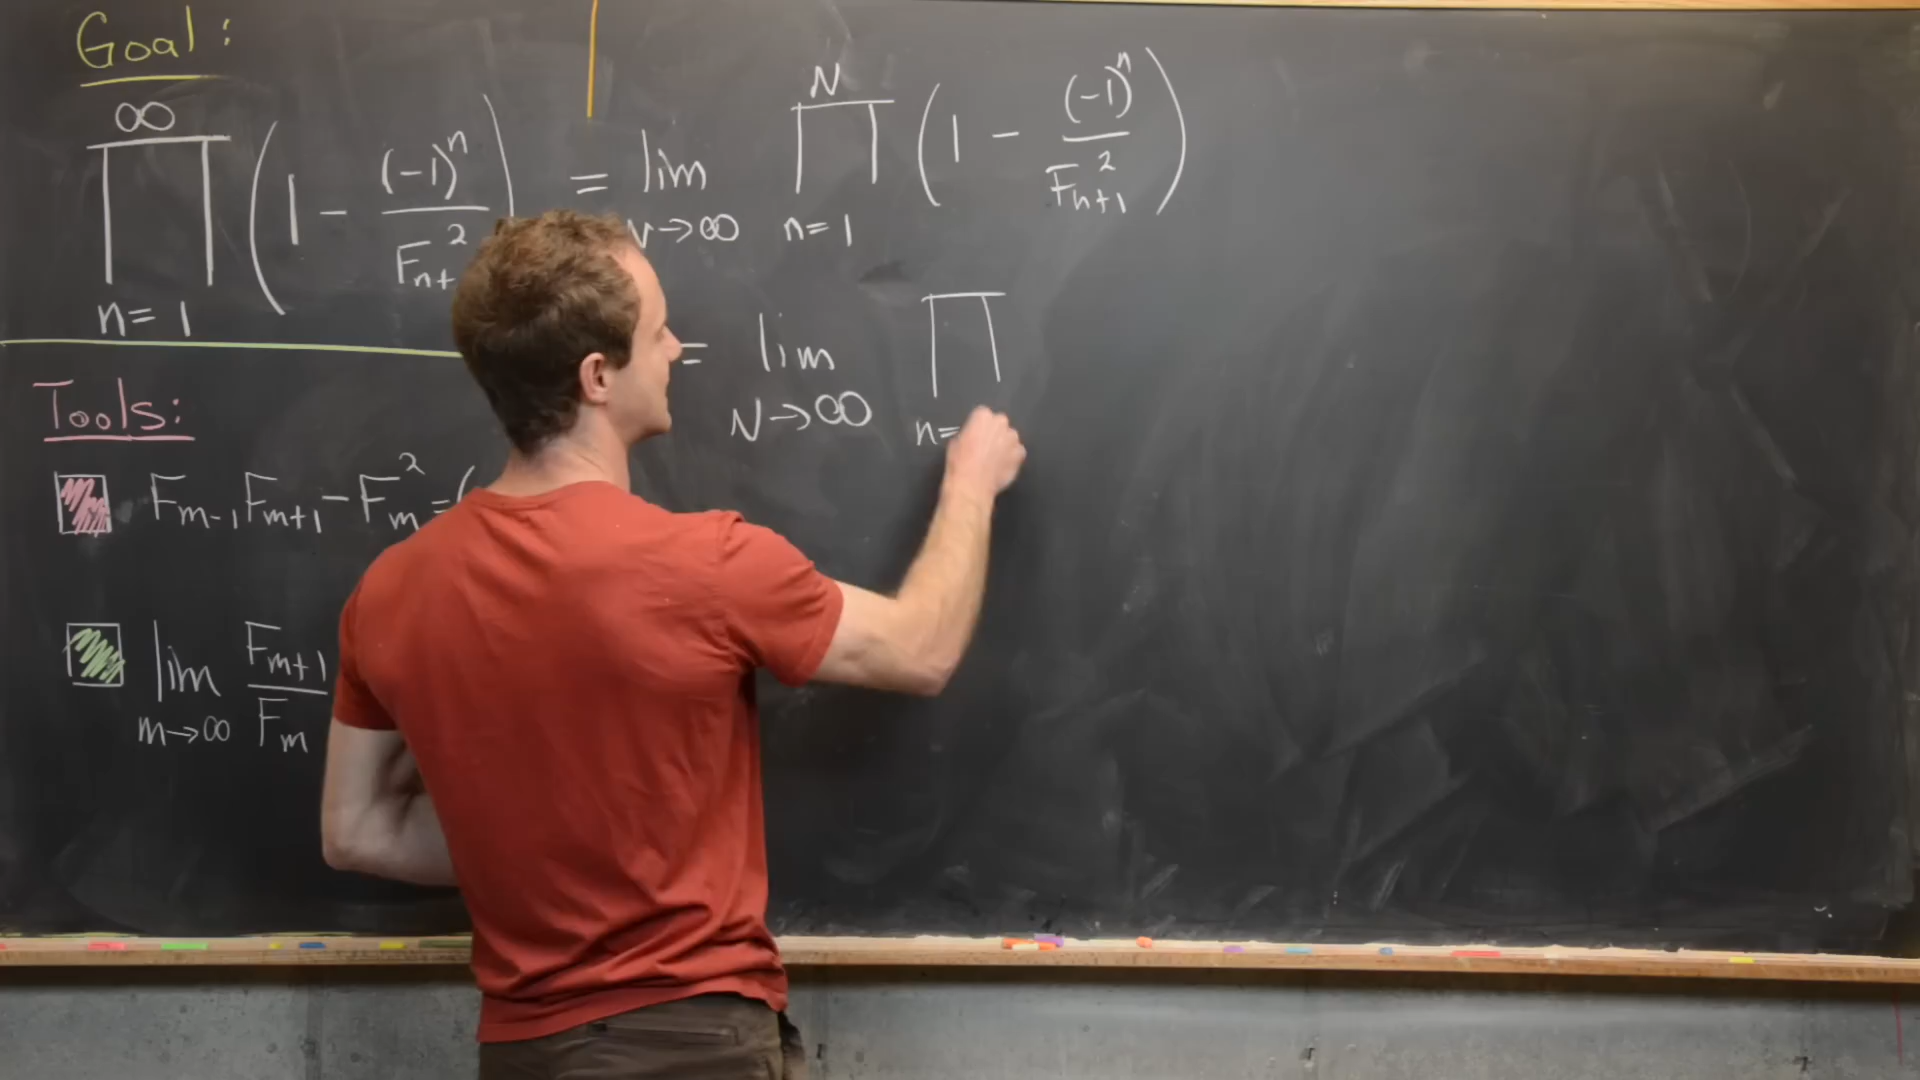 Goal:
∞
∏ (1 - (-1)^n / F_{n+}^2) = lim_{N→∞} ∏_{n=1}^{N} (1 - (-1)^n / F_{n+1}^2)
n=1
= lim_{N→∞} ∏_{n=
Tools:
F_{m-1}F_{m+1} - F_m^2 = (
lim_{m→∞} F_{m+1} / F_m